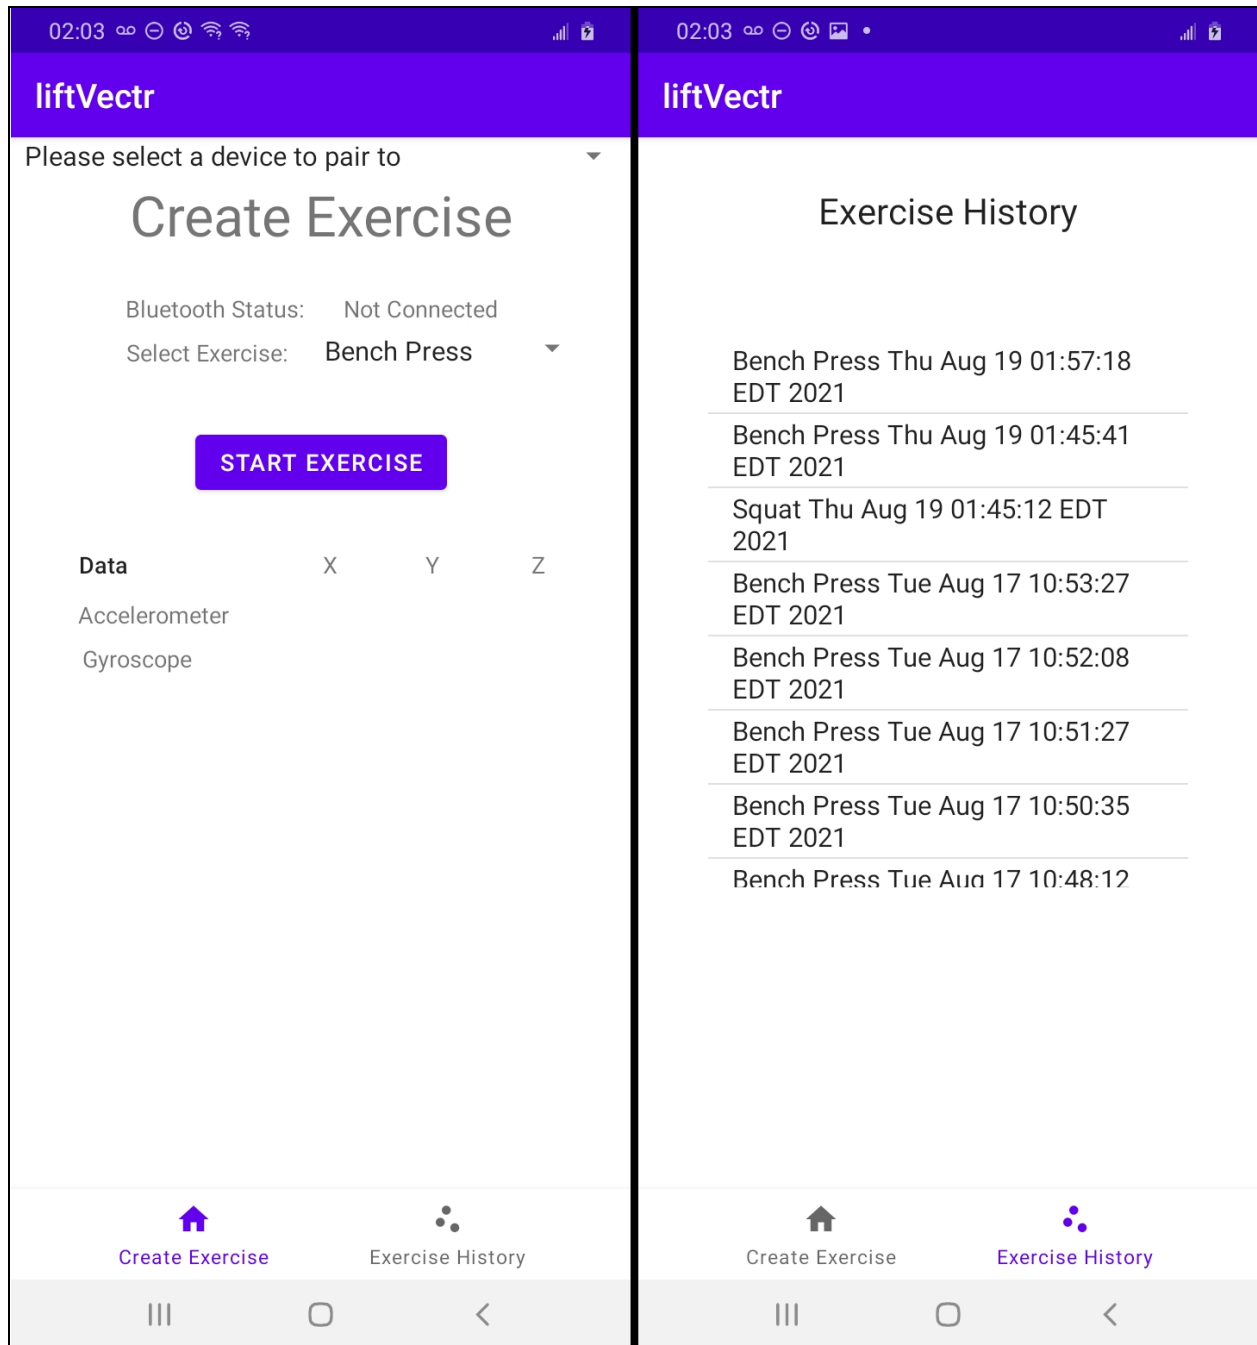 02:03
liftVectr
Please select a device to pair to
Create Exercise
Bluetooth Status: Not Connected
Select Exercise: Bench Press
START EXERCISE
Data X Y Z
Accelerometer
Gyroscope
Create Exercise Exercise History
02:03
liftVectr
Exercise History
Bench Press Thu Aug 19 01:57:18
EDT 2021
Bench Press Thu Aug 19 01:45:41
EDT 2021
Squat Thu Aug 19 01:45:12 EDT
2021
Bench Press Tue Aug 17 10:53:27
EDT 2021
Bench Press Tue Aug 17 10:52:08
EDT 2021
Bench Press Tue Aug 17 10:51:27
EDT 2021
Bench Press Tue Aug 17 10:50:35
EDT 2021
Bench Press Tue Aug 17 10:48:12
Create Exercise Exercise History